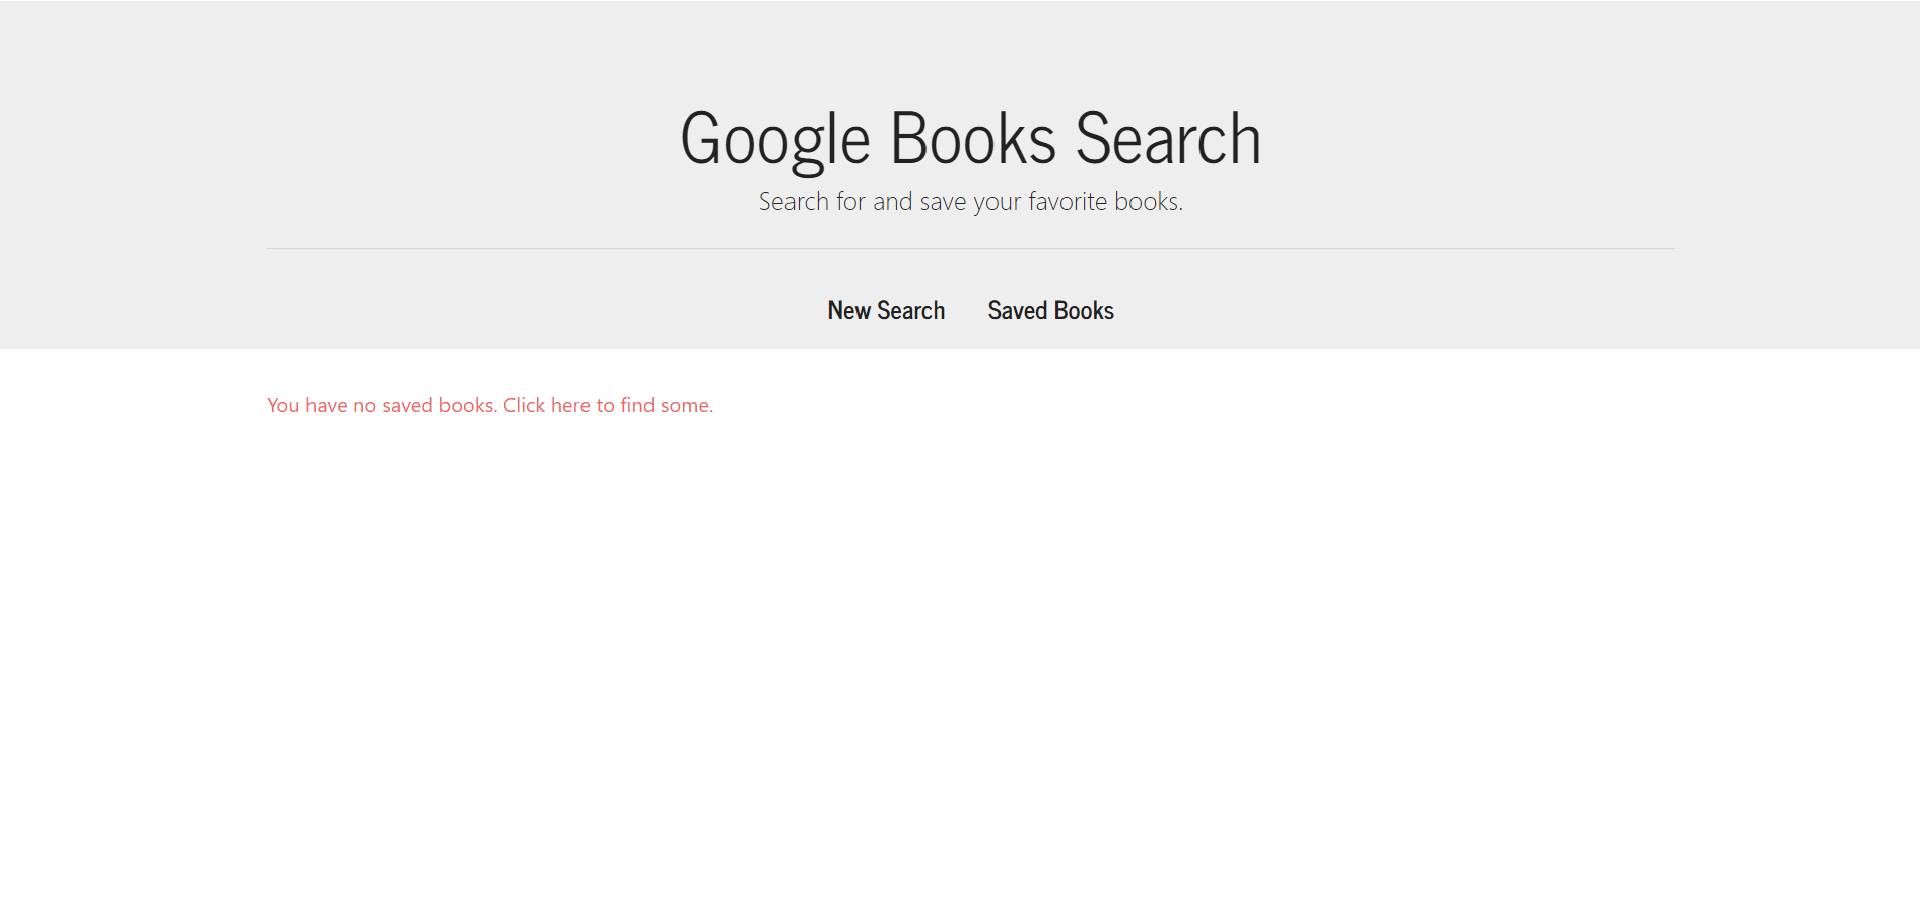 Google Books Search
Search for and save your favorite books.
New Search Saved Books
You have no saved books. Click here to find some.